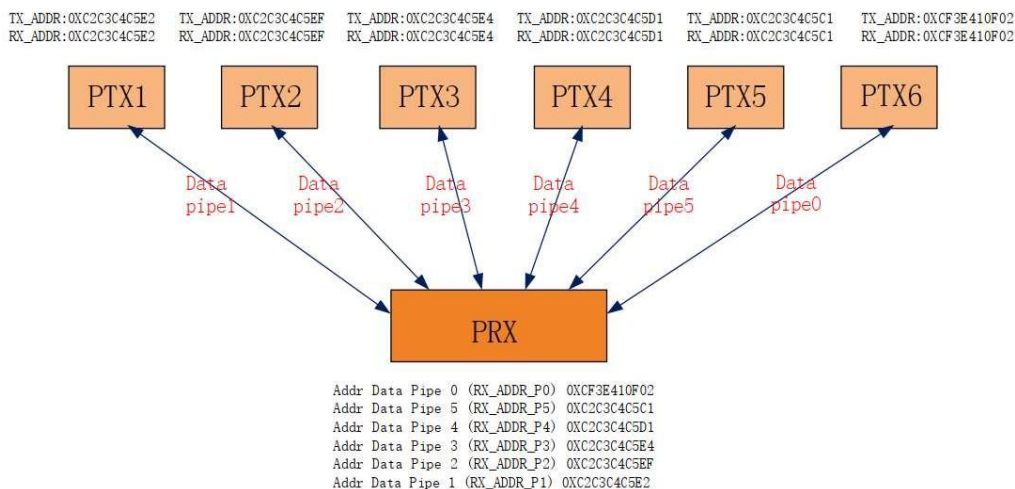 TX_ADDR:0XC2C3C4C5E2 TX_ADDR:0XC2C3C4C5EF TX_ADDR:0XC2C3C4C5E4 TX_ADDR:0XC2C3C4C5D1 TX_ADDR:0XC2C3C4C5C1 TX_ADDR:0XCF3E410F02
RX_ADDR:0XC2C3C4C5E2 RX_ADDR:0XC2C3C4C5EF RX_ADDR:0XC2C3C4C5E4 RX_ADDR:0XC2C3C4C5D1 RX_ADDR:0XC2C3C4C5C1 RX_ADDR:0XCF3E410F02
PTX1 PTX2 PTX3 PTX4 PTX5 PTX6
Data Data Data Data Data Data
pipe1 pipe2 pipe3 pipe4 pipe5 pipe0
PRX
Addr Data Pipe 0 (RX_ADDR_P0) 0XCF3E410F02
Addr Data Pipe 5 (RX_ADDR_P5) 0XC2C3C4C5C1
Addr Data Pipe 4 (RX_ADDR_P4) 0XC2C3C4C5D1
Addr Data Pipe 3 (RX_ADDR_P3) 0XC2C3C4C5E4
Addr Data Pipe 2 (RX_ADDR_P2) 0XC2C3C4C5EF
Addr Data Pipe 1 (RX_ADDR_P1) 0XC2C3C4C5E2